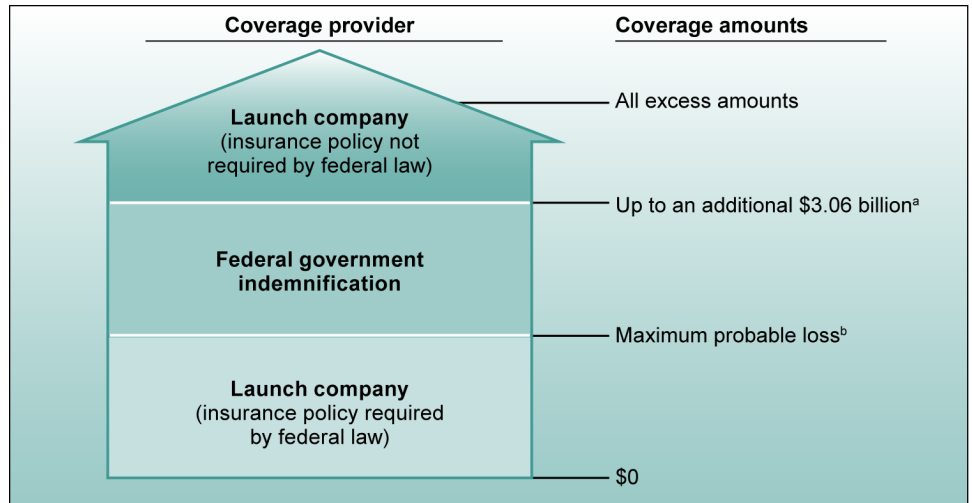 Coverage provider
Coverage amounts
All excess amounts
Launch company
(insurance policy not
required by federal law)
Up to an additional $3.06 billionᵃ
Federal government
indemnification
Maximum probable lossᵇ
Launch company
(insurance policy required
by federal law)
$0